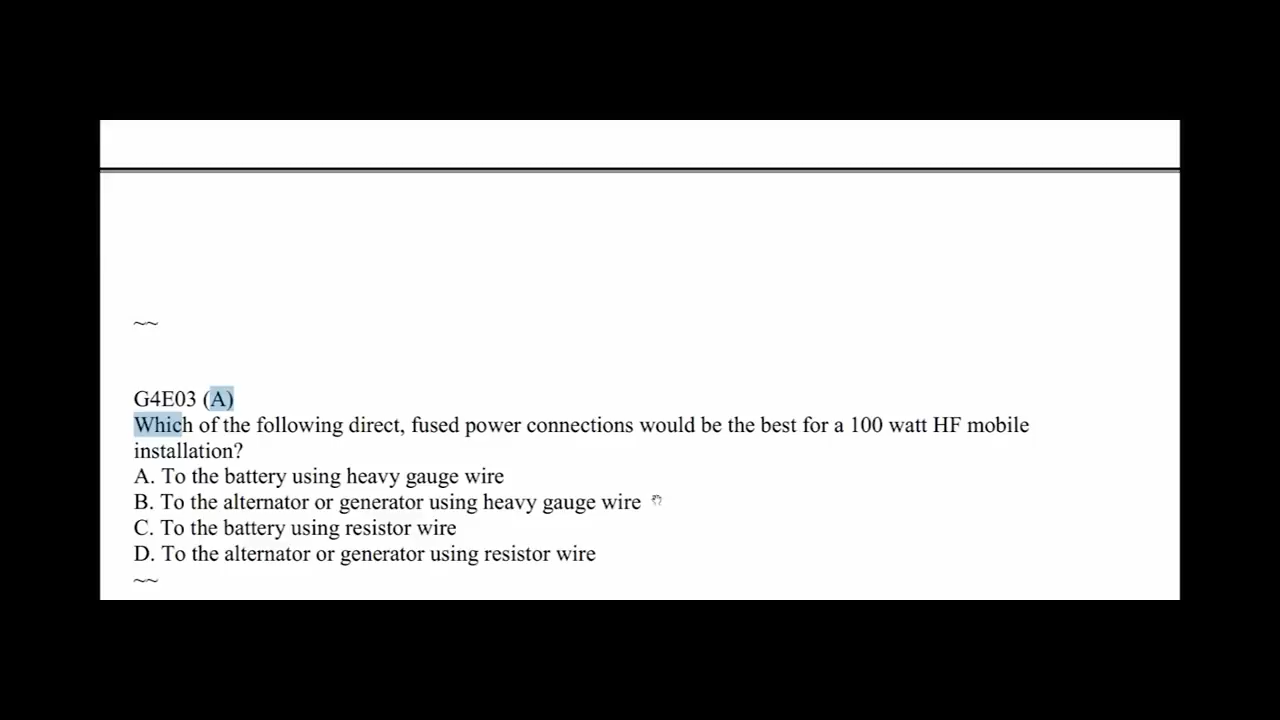 ~~
G4E03 (A)
Which of the following direct, fused power connections would be the best for a 100 watt HF mobile
installation?
A. To the battery using heavy gauge wire
B. To the alternator or generator using heavy gauge wire
C. To the battery using resistor wire
D. To the alternator or generator using resistor wire
~~